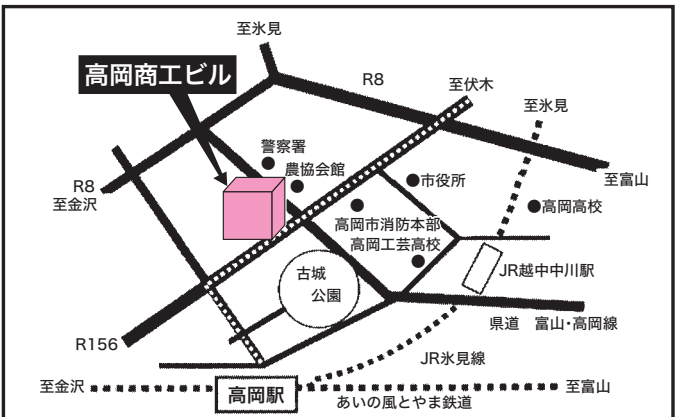 至氷見
高岡商工ビル
R8
至伏木
至氷見
警察署
農協会館
市役所
至富山
R8
至金沢
高岡高校
高岡市消防本部
高岡工芸高校
古城
公園
JR越中中川駅
県道 富山・高岡線
R156
JR氷見線
至金沢
高岡駅
至富山
あいの風とやま鉄道